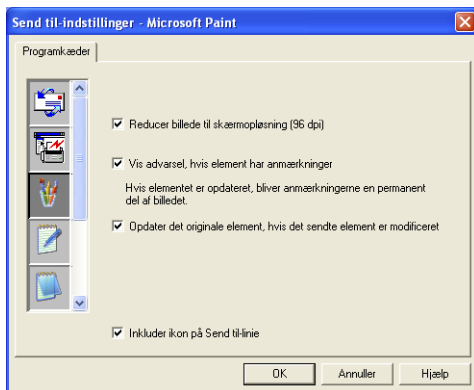 Send til-indstillinger - Microsoft Paint
Programkæder
Reducer billede til skærmopløsning (96 dpi)
Vis advarsel, hvis element har anmærkninger
Hvis elementet er opdateret, bliver anmærkningerne en permanent
del af billedet.
Opdater det originale element, hvis det sendte element er modificeret
Inkluder ikon på Send til-linie
OK
Annuller
Hjælp